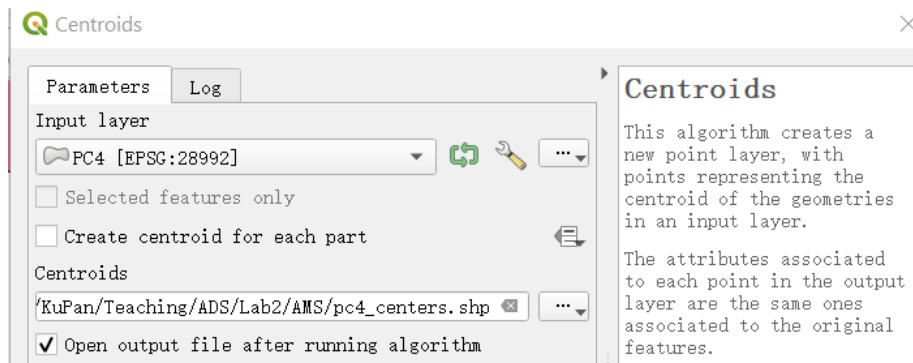 Centroids
Parameters
Log
Input layer
PC4 [EPSG:28992]
...
Selected features only
Create centroid for each part
Centroids
/KuPan/Teaching/ADS/Lab2/AMS/pc4_centers.shp
...
Open output file after running algorithm
Centroids
This algorithm creates a
new point layer, with
points representing the
centroid of the geometries
in an input layer.
The attributes associated
to each point in the output
layer are the same ones
associated to the original
features.